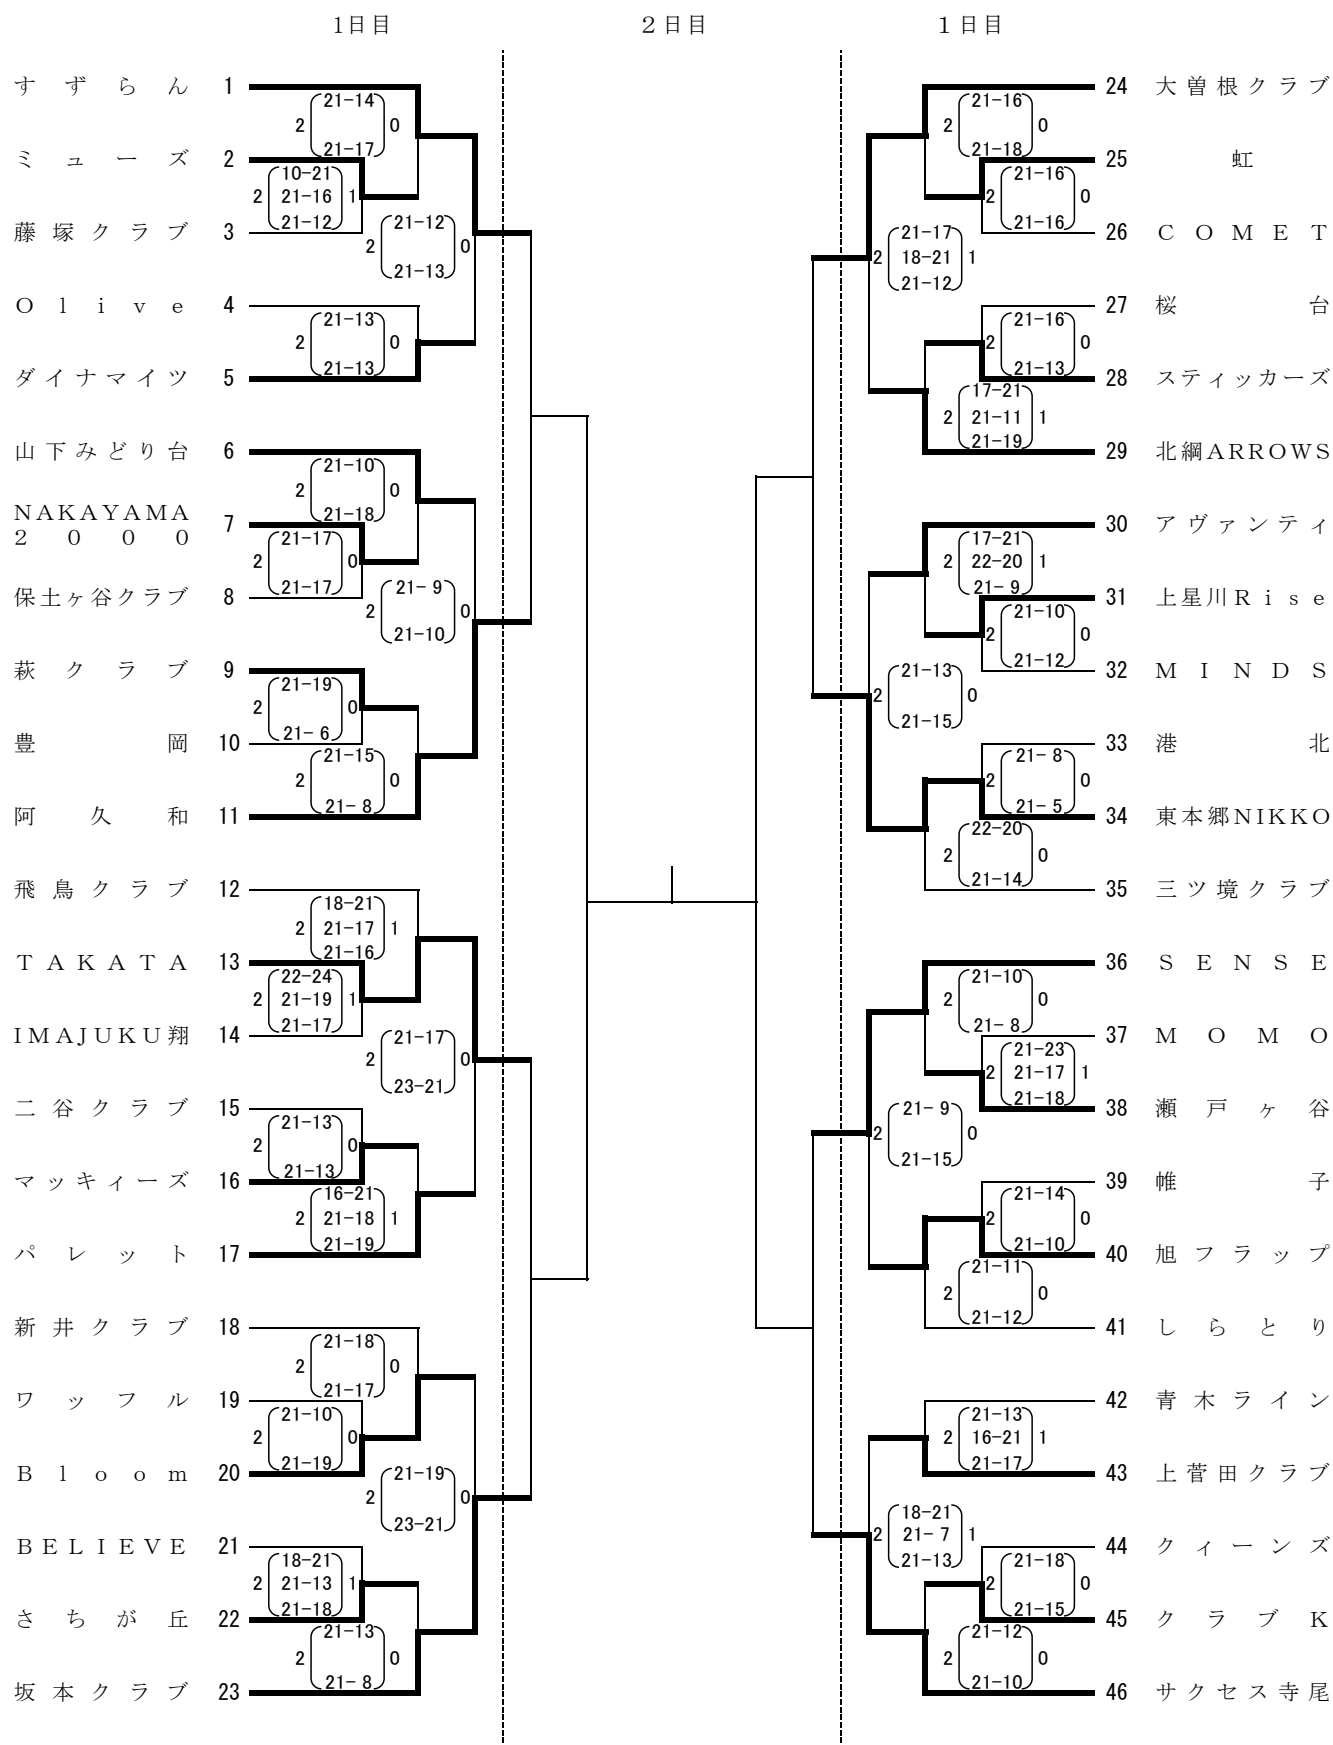 1日目 ２日目 １日目
すずらん 1
21-14
2 0
21-17
ミューズ 2
10-21
2 21-16 1
21-12
藤塚クラブ 3
21-12
2 0
21-13
Ｏｌｉｖｅ 4
21-13
2 0
21-13
ダイナマイツ 5
山下みどり台 6
21-10
2 0
21-18
NAKAYAMA
２０００ 7
21-17
2 0
21-17
保土ヶ谷クラブ 8
21- 9
2 0
21-10
萩クラブ 9
21-19
2 0
21- 6
豊岡 10
21-15
2 0
21- 8
阿久和 11
飛鳥クラブ 12
18-21
2 21-17 1
21-16
ＴＡＫＡＴＡ 13
22-24
2 21-19 1
21-17
IMAJUKU翔 14
21-17
2 0
23-21
二谷クラブ 15
21-13
2 0
21-13
マッキィーズ 16
16-21
2 21-18 1
21-19
パレット 17
新井クラブ 18
21-18
2 0
21-17
ワッフル 19
21-10
2 0
21-19
Ｂｌｏｏｍ 20
21-19
2 0
23-21
BELIEVE 21
18-21
2 21-13 1
21-18
さちが丘 22
21-13
2 0
21- 8
坂本クラブ 23
24 大曽根クラブ
21-16
2 0
21-18
25 虹
21-16
2 0
21-16
26 ＣＯＭＥＴ
21-17
2 18-21 1
21-12
27 桜台
21-16
2 0
21-13
28 スティッカーズ
17-21
2 21-11 1
21-19
29 北綱ARROWS
30 アヴァンティ
17-21
2 22-20 1
21- 9
31 上星川Ｒｉｓｅ
21-10
2 0
21-12
32 ＭＩＮＤＳ
21-13
2 0
21-15
33 港北
21- 8
2 0
21- 5
34 東本郷NIKKO
22-20
2 0
21-14
35 三ツ境クラブ
36 ＳＥＮＳＥ
21-10
2 0
21- 8
37 ＭＯＭＯ
21-23
2 21-17 1
21-18
38 瀬戸ヶ谷
21- 9
2 0
21-15
39 帷子
21-14
2 0
21-10
40 旭フラップ
21-11
2 0
21-12
41 しらとり
42 青木ライン
21-13
2 16-21 1
21-17
43 上菅田クラブ
18-21
2 21- 7 1
21-13
44 クィーンズ
21-18
2 0
21-15
45 クラブＫ
21-12
2 0
21-10
46 サクセス寺尾